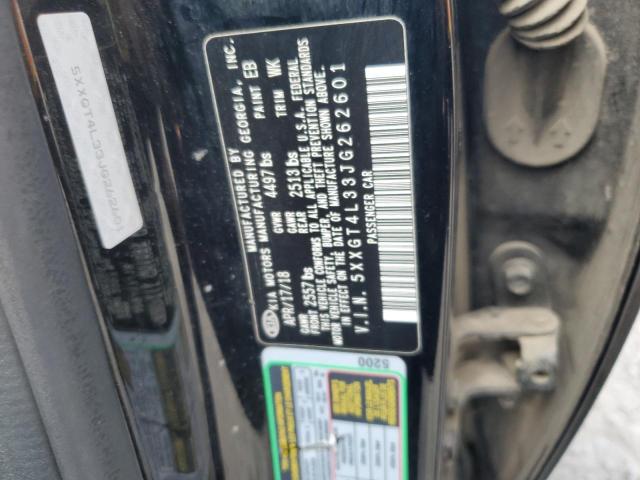 KIA
MANUFACTURED BY
KIA MOTORS MANUFACTURING GEORGIA, INC.
APR/17/18 GVWR 4497 lbs PAINT EB
GAWR FRONT 2557 lbs GAWR REAR 2513 lbs TRIM WK
THIS VEHICLE CONFORMS TO ALL APPLICABLE U.S.A. FEDERAL
MOTOR VEHICLE SAFETY, BUMPER, AND THEFT PREVENTION STANDARDS
IN EFFECT ON THE DATE OF MANUFACTURE SHOWN ABOVE.
V.I.N. 5XXGT4L33JG262601
PASSENGER CAR
5XXGT4L33JG262601
5200